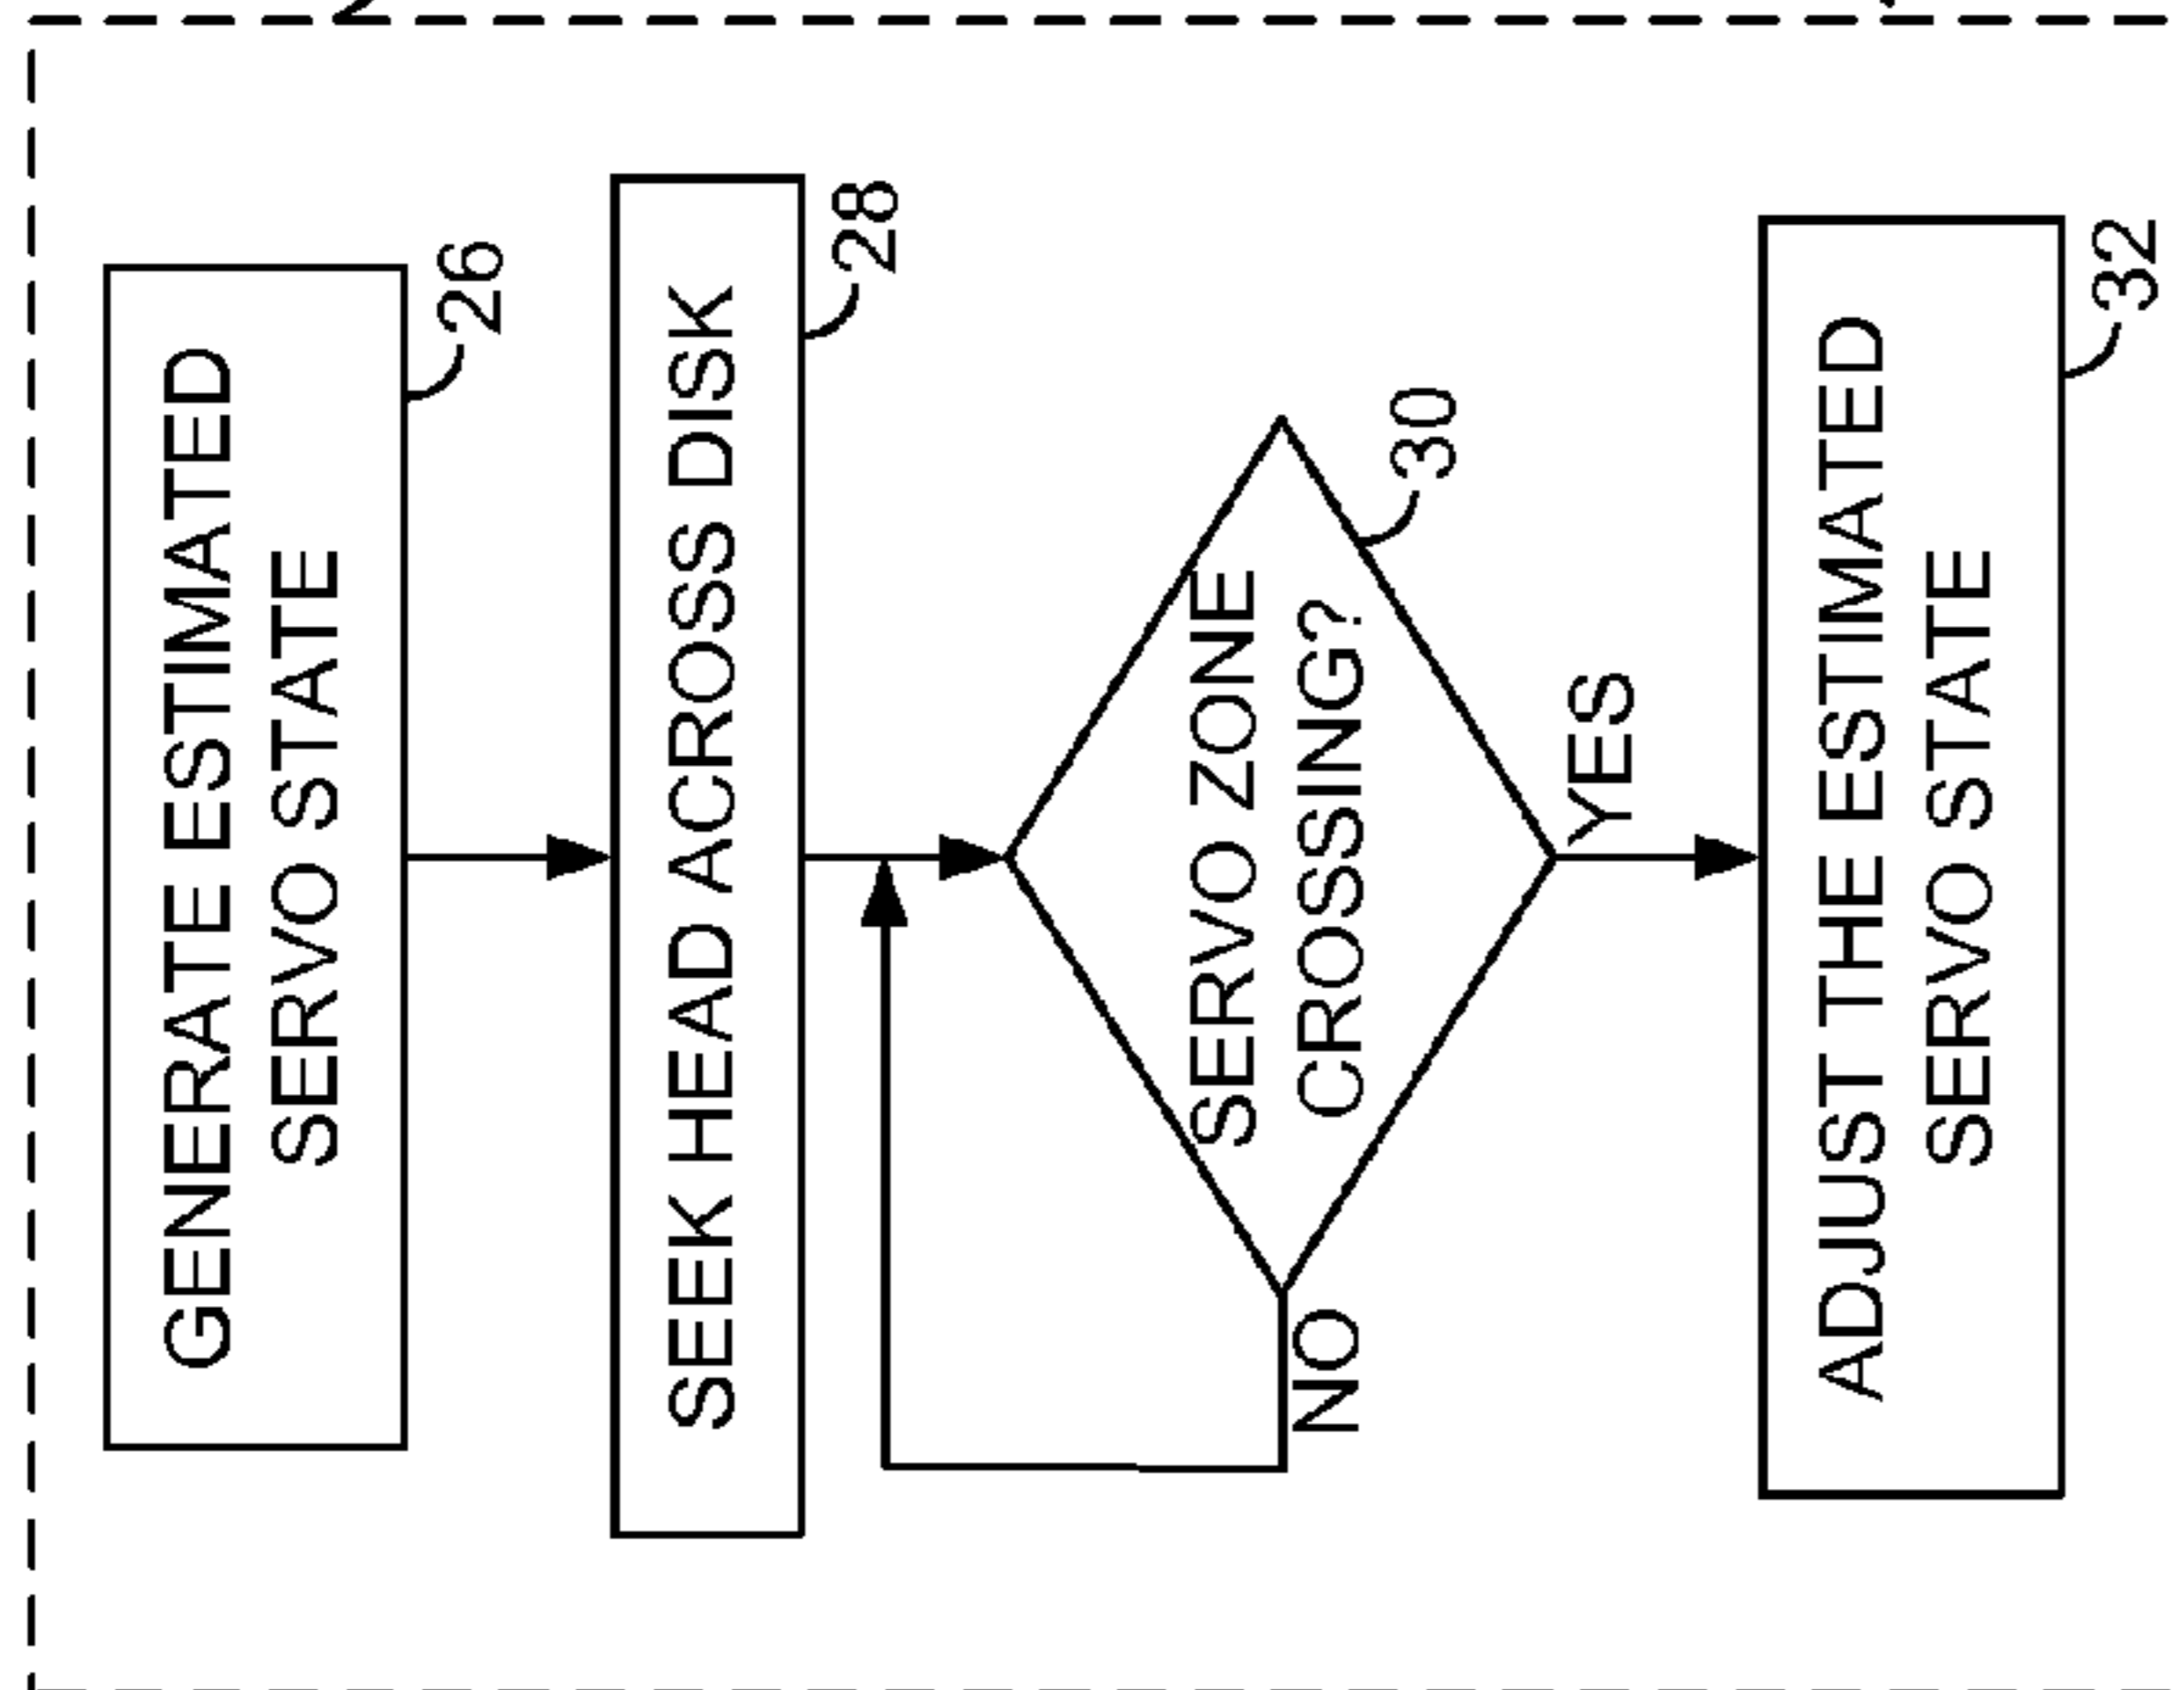 GENERATE ESTIMATED
SERVO STATE
26
SEEK HEAD ACROSS DISK
28
SERVO ZONE
CROSSING?
30
NO
YES
ADJUST THE ESTIMATED
SERVO STATE
32